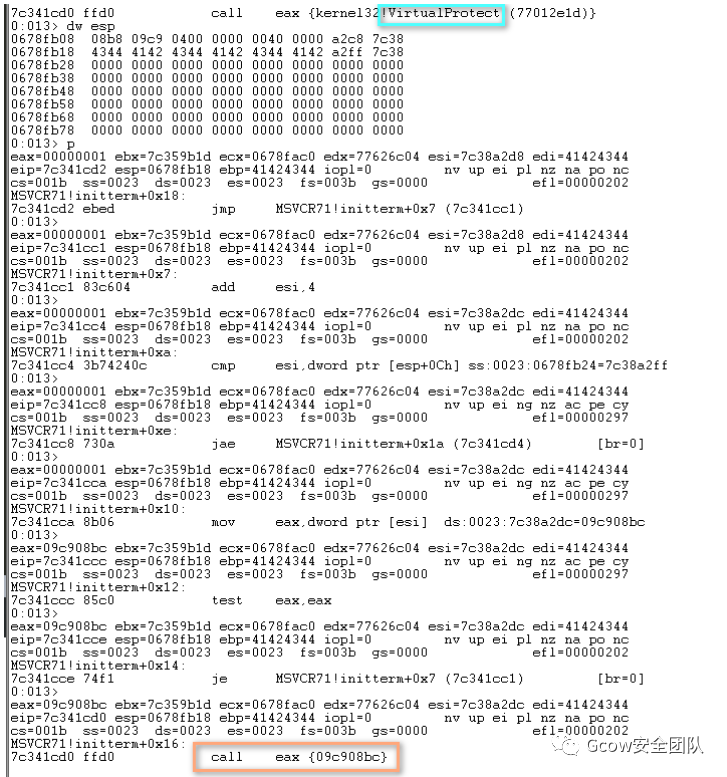 7c341cd0 ffd0 call eax {kernel32!VirtualProtect (77012e1d)}
0:013> dw esp
0678fb08 08b8 09c9 0400 0000 0040 0000 a2c8 7c38
0678fb18 4344 4142 4344 4142 4344 4142 a2ff 7c38
0678fb28 0000 0000 0000 0000 0000 0000 0000 0000
0678fb38 0000 0000 0000 0000 0000 0000 0000 0000
0678fb48 0000 0000 0000 0000 0000 0000 0000 0000
0678fb58 0000 0000 0000 0000 0000 0000 0000 0000
0678fb68 0000 0000 0000 0000 0000 0000 0000 0000
0678fb78 0000 0000 0000 0000 0000 0000 0000 0000
0:013> p
eax=00000001 ebx=7c359b1d ecx=0678fac0 edx=77626c04 esi=7c38a2d8 edi=41424344
eip=7c341cd2 esp=0678fb18 ebp=41424344 iopl=0 nv up ei pl nz na po nc
cs=001b ss=0023 ds=0023 es=0023 fs=003b gs=0000 efl=00000202
MSVCR71!initterm+0x18:
7c341cd2 ebed jmp MSVCR71!initterm+0x7 (7c341cc1)
0:013>
eax=00000001 ebx=7c359b1d ecx=0678fac0 edx=77626c04 esi=7c38a2d8 edi=41424344
eip=7c341cc1 esp=0678fb18 ebp=41424344 iopl=0 nv up ei pl nz na po nc
cs=001b ss=0023 ds=0023 es=0023 fs=003b gs=0000 efl=00000202
MSVCR71!initterm+0x7:
7c341cc1 83c604 add esi,4
0:013>
eax=00000001 ebx=7c359b1d ecx=0678fac0 edx=77626c04 esi=7c38a2dc edi=41424344
eip=7c341cc4 esp=0678fb18 ebp=41424344 iopl=0 nv up ei pl nz na po nc
cs=001b ss=0023 ds=0023 es=0023 fs=003b gs=0000 efl=00000202
MSVCR71!initterm+0xa:
7c341cc4 3b74240c cmp esi,dword ptr [esp+0Ch] ss:0023:0678fb24=7c38a2ff
0:013>
eax=00000001 ebx=7c359b1d ecx=0678fac0 edx=77626c04 esi=7c38a2dc edi=41424344
eip=7c341cc8 esp=0678fb18 ebp=41424344 iopl=0 nv up ei ng nz ac pe cy
cs=001b ss=0023 ds=0023 es=0023 fs=003b gs=0000 efl=00000297
MSVCR71!initterm+0xe:
7c341cc8 730a jae MSVCR71!initterm+0x1a (7c341cd4) [br=0]
0:013>
eax=00000001 ebx=7c359b1d ecx=0678fac0 edx=77626c04 esi=7c38a2dc edi=41424344
eip=7c341cca esp=0678fb18 ebp=41424344 iopl=0 nv up ei ng nz ac pe cy
cs=001b ss=0023 ds=0023 es=0023 fs=003b gs=0000 efl=00000297
MSVCR71!initterm+0x10:
7c341cca 8b06 mov eax,dword ptr [esi] ds:0023:7c38a2dc=09c908bc
0:013>
eax=09c908bc ebx=7c359b1d ecx=0678fac0 edx=77626c04 esi=7c38a2dc edi=41424344
eip=7c341ccc esp=0678fb18 ebp=41424344 iopl=0 nv up ei ng nz ac pe cy
cs=001b ss=0023 ds=0023 es=0023 fs=003b gs=0000 efl=00000297
MSVCR71!initterm+0x12:
7c341ccc 85c0 test eax,eax
0:013>
eax=09c908bc ebx=7c359b1d ecx=0678fac0 edx=77626c04 esi=7c38a2dc edi=41424344
eip=7c341cce esp=0678fb18 ebp=41424344 iopl=0 nv up ei pl nz na po nc
cs=001b ss=0023 ds=0023 es=0023 fs=003b gs=0000 efl=00000202
MSVCR71!initterm+0x14:
7c341cce 74f1 je MSVCR71!initterm+0x7 (7c341cc1) [br=0]
0:013>
eax=09c908bc ebx=7c359b1d ecx=0678fac0 edx=77626c04 esi=7c38a2dc edi=41424344
eip=7c341cd0 esp=0678fb18 ebp=41424344 iopl=0 nv up ei pl nz na po nc
cs=001b ss=0023 ds=0023 es=0023 fs=003b gs=0000 efl=00000202
MSVCR71!initterm+0x16:
7c341cd0 ffd0 call eax {09c908bc}
Gcow安全团队